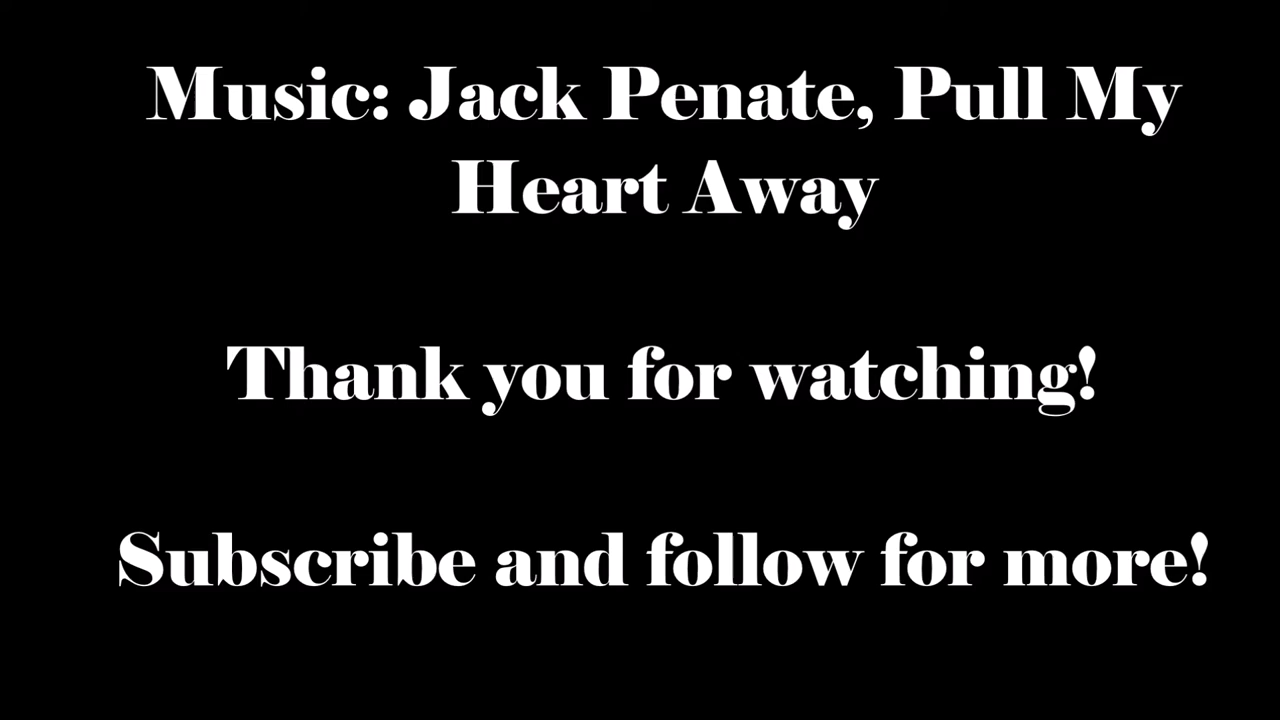 Music: Jack Penate, Pull My
Heart Away
Thank you for watching!
Subscribe and follow for more!